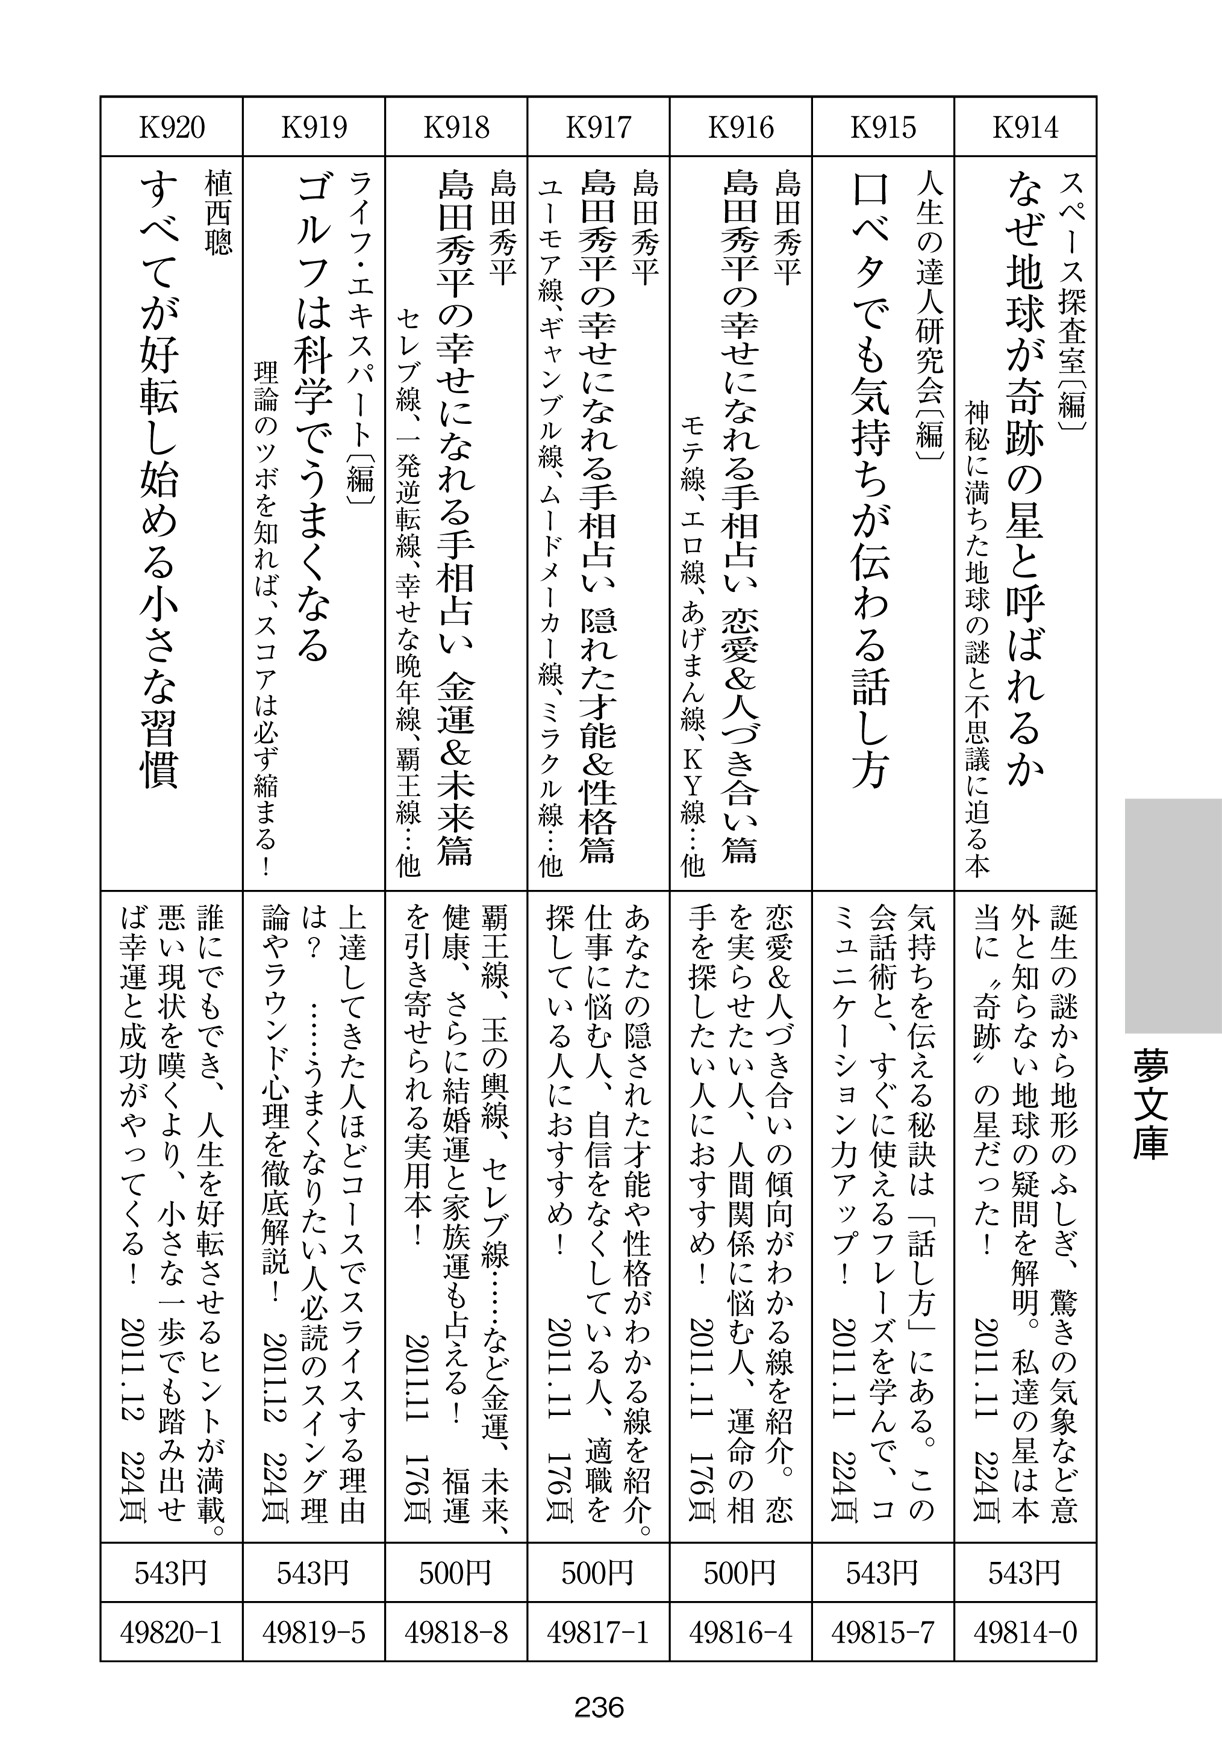 K914
スペース探査室〔編〕
なぜ地球が奇跡の星と呼ばれるか
神秘に満ちた地球の謎と不思議に迫る本
誕生の謎から地形のふしぎ、驚きの気象など意
外と知らない地球の疑問を解明。私達の星は本
当に〝奇跡〟の星だった！　2011.11　224頁
543円
49814-0
K915
人生の達人研究会〔編〕
口ベタでも気持ちが伝わる話し方
気持ちを伝える秘訣は「話し方」にある。この
会話術と、すぐに使えるフレーズを学んで、コ
ミュニケーション力アップ！　2011.11　224頁
543円
49815-7
K916
島田秀平
島田秀平の幸せになれる手相占い 恋愛&人づき合い篇
モテ線、エロ線、あげまん線、KY線…他
恋愛&人づき合いの傾向がわかる線を紹介。恋
を実らせたい人、人間関係に悩む人、運命の相
手を探したい人におすすめ！　2011.11　176頁
500円
49816-4
K917
島田秀平
島田秀平の幸せになれる手相占い 隠れた才能&性格篇
ユーモア線、ギャンブル線、ムードメーカー線、ミラクル線…他
あなたの隠された才能や性格がわかる線を紹介。
仕事に悩む人、自信をなくしている人、適職を
探している人におすすめ！　2011.11　176頁
500円
49817-1
K918
島田秀平
島田秀平の幸せになれる手相占い 金運&未来篇
セレブ線、一発逆転線、幸せな晩年線、覇王線…他
覇王線、玉の輿線、セレブ線……など金運、未来、
健康、さらに結婚運と家族運も占える！　福運
を引き寄せられる実用本！　2011.11　176頁
500円
49818-8
K919
ライフ・エキスパート〔編〕
ゴルフは科学でうまくなる
理論のツボを知れば、スコアは必ず縮まる！
上達してきた人ほどコースでスライスする理由
は？　……うまくなりたい人必読のスイング理
論やラウンド心理を徹底解説！　2011.12　224頁
543円
49819-5
K920
植西聰
すべてが好転し始める小さな習慣
誰にでもでき、人生を好転させるヒントが満載。
悪い現状を嘆くより、小さな一歩でも踏み出せ
ば幸運と成功がやってくる！　2011.12　224頁
543円
49820-1
夢文庫
236